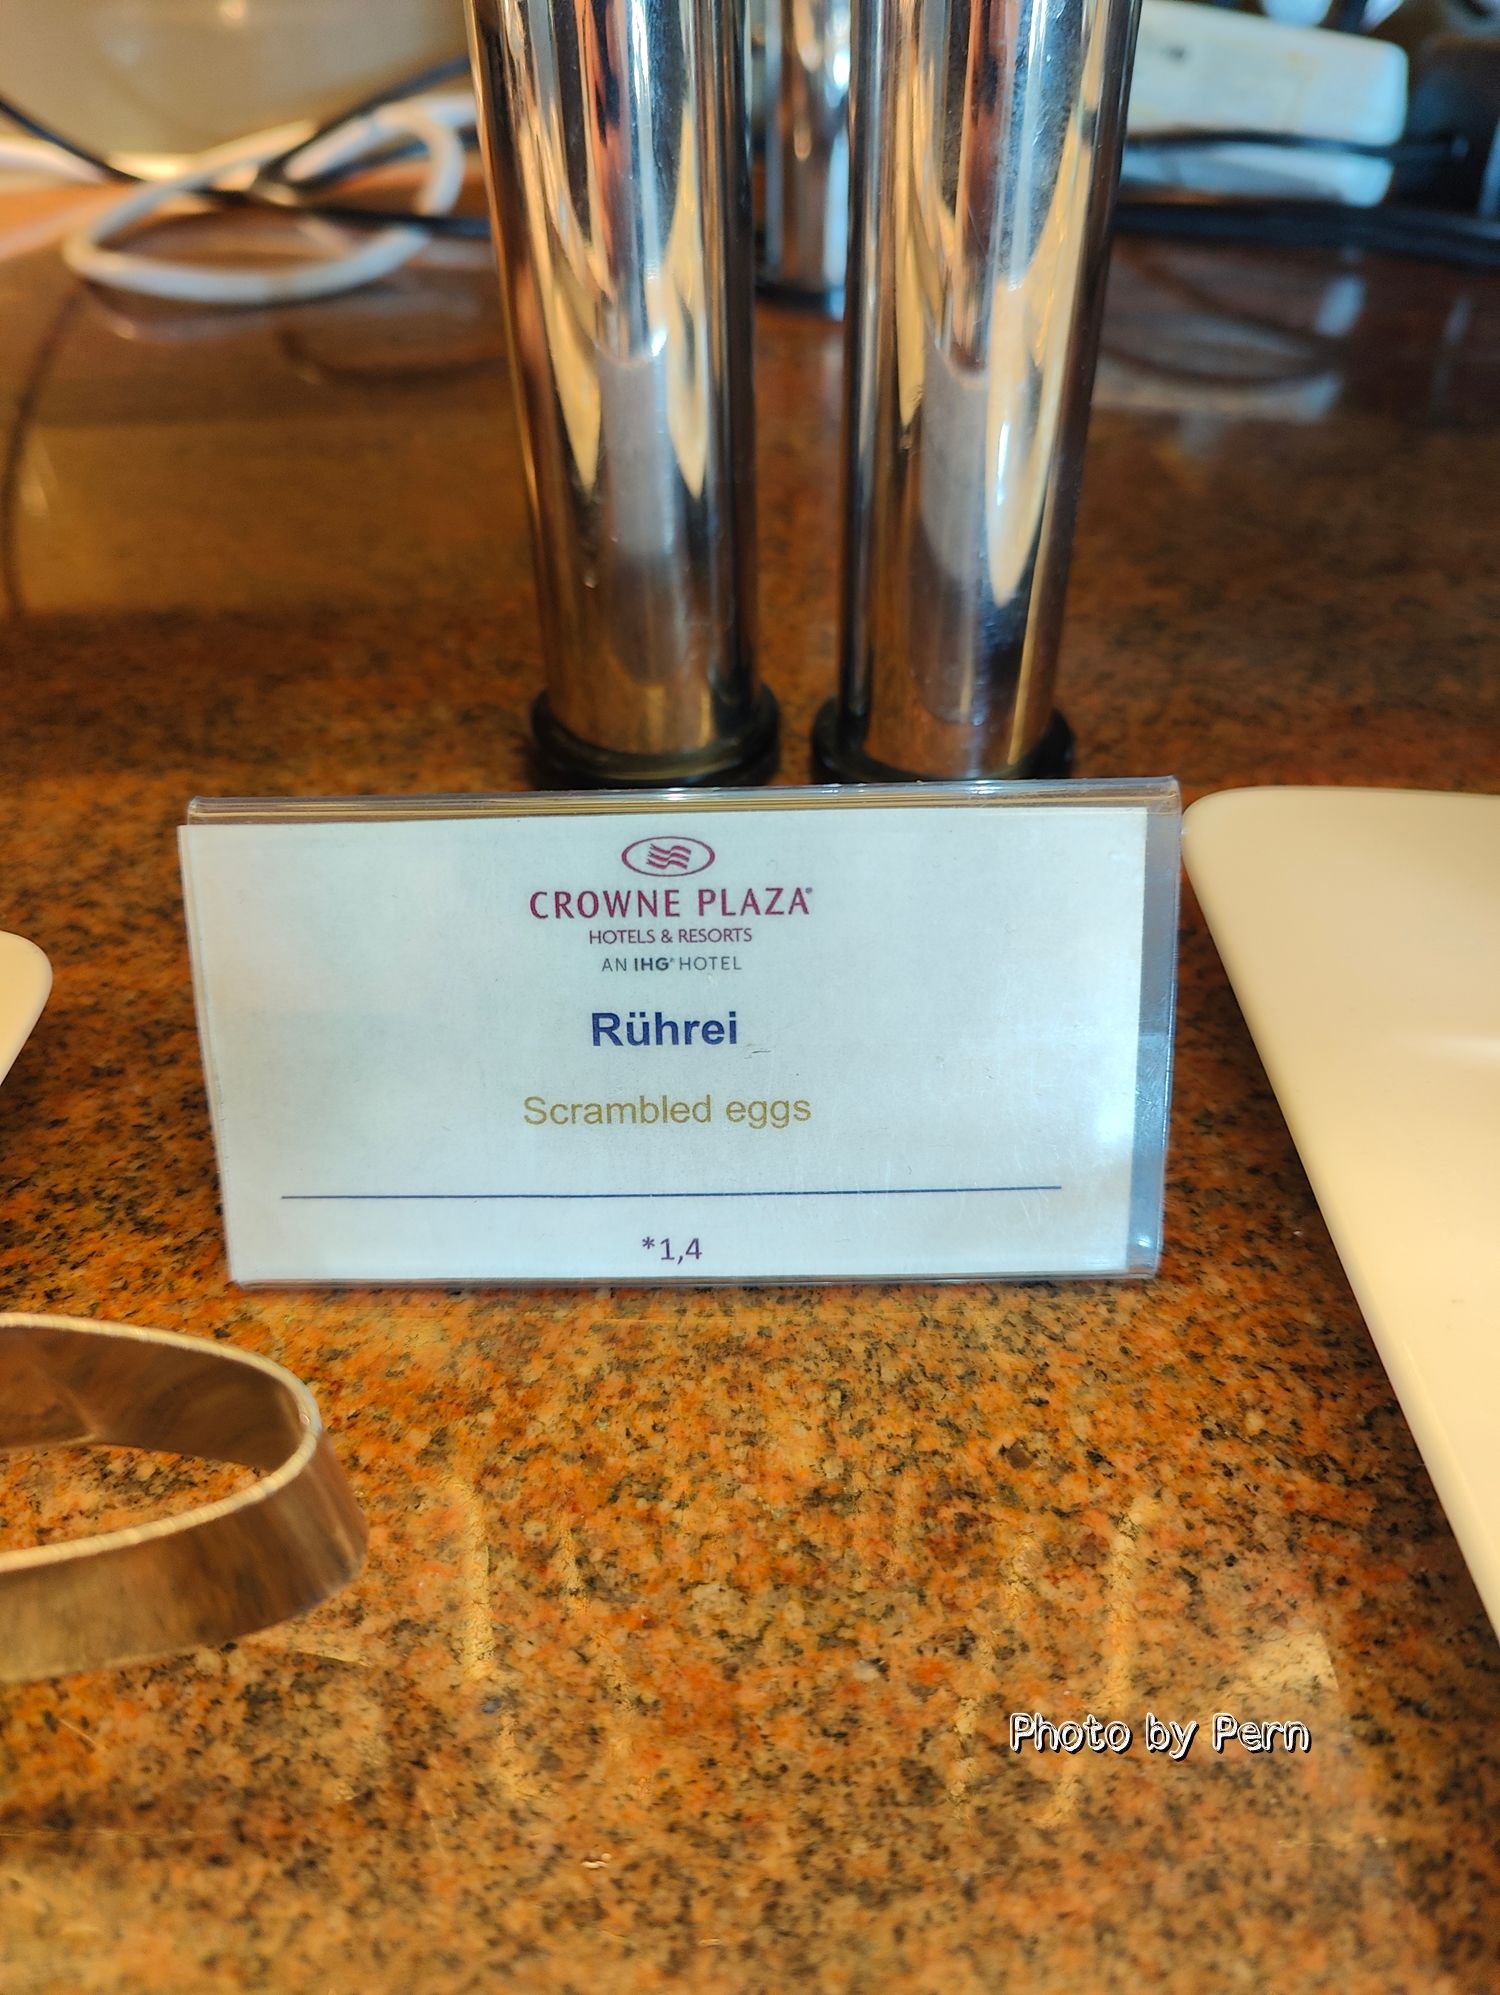 CROWNE PLAZA®
HOTELS & RESORTS
AN IHG® HOTEL
Rührei
Scrambled eggs
*1,4
Photo by Pern